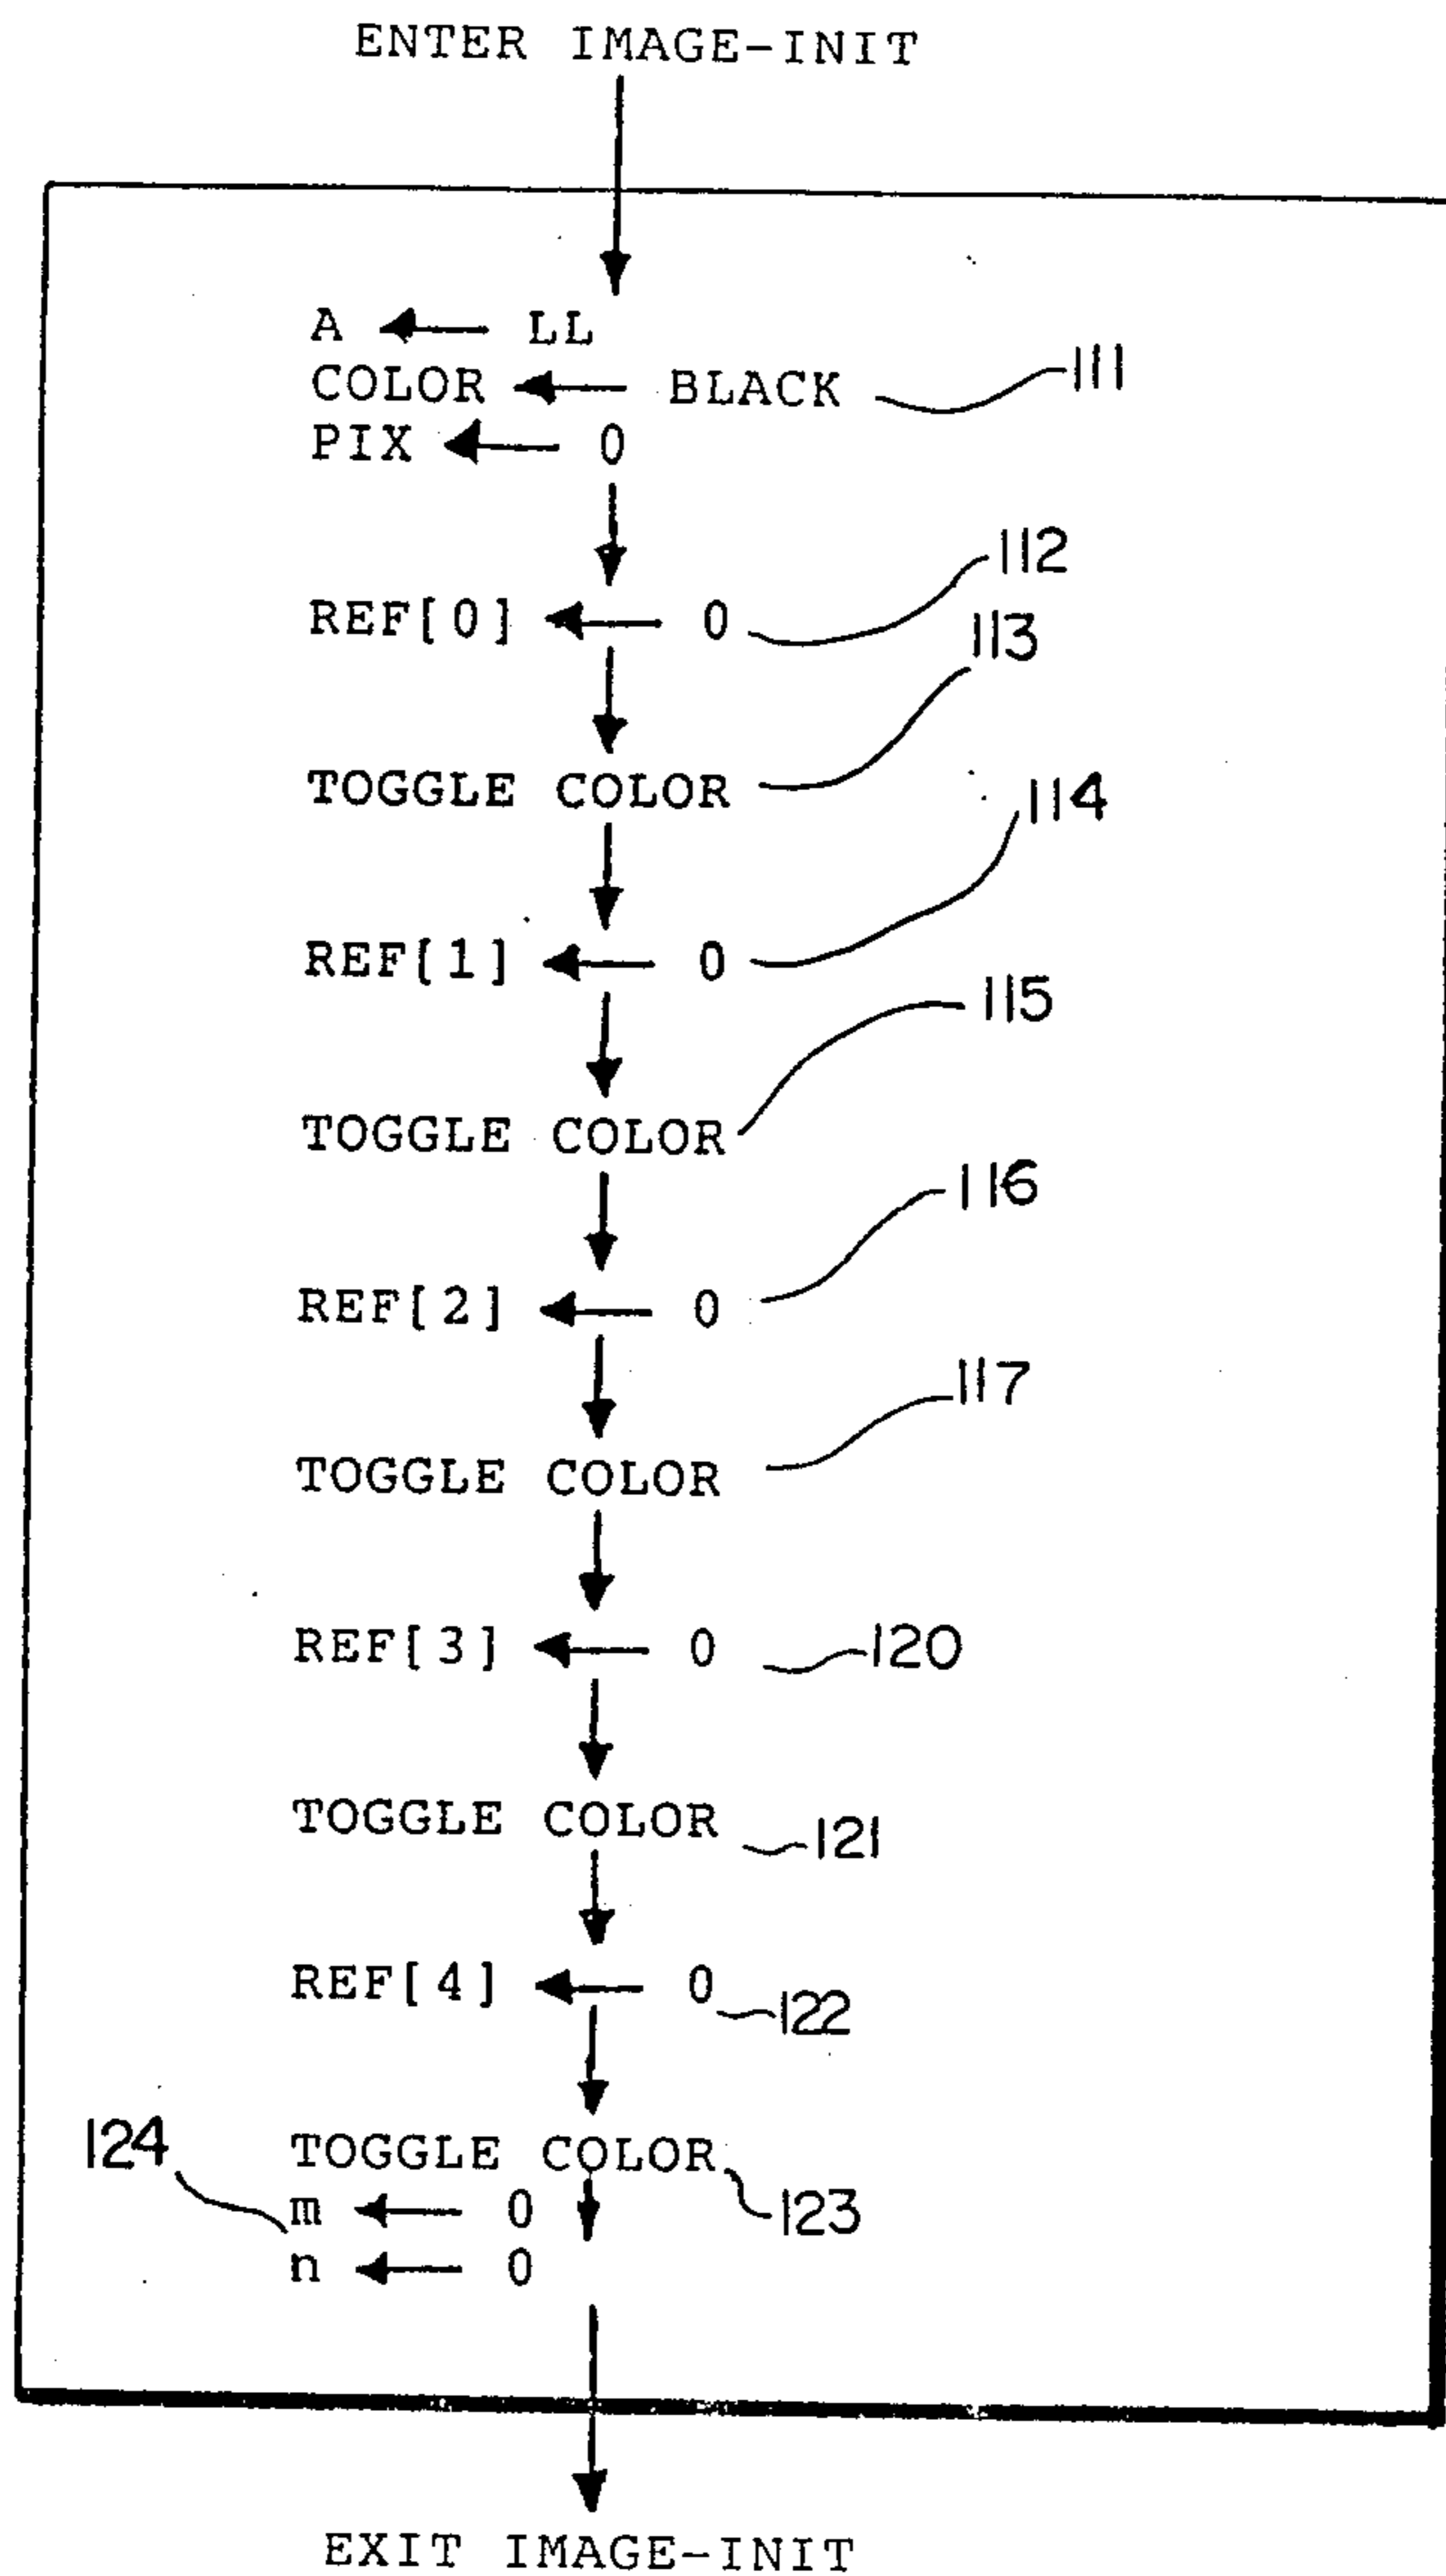 ENTER IMAGE-INIT
A ← LL
COLOR ← BLACK 111
PIX ← 0
112
REF[0] ← 0
113
TOGGLE COLOR
114
REF[1] ← 0
115
TOGGLE COLOR
116
REF[2] ← 0
117
TOGGLE COLOR
REF[3] ← 0 120
TOGGLE COLOR 121
REF[4] ← 0 122
124 TOGGLE COLOR
m ← 0 123
n ← 0
EXIT IMAGE-INIT